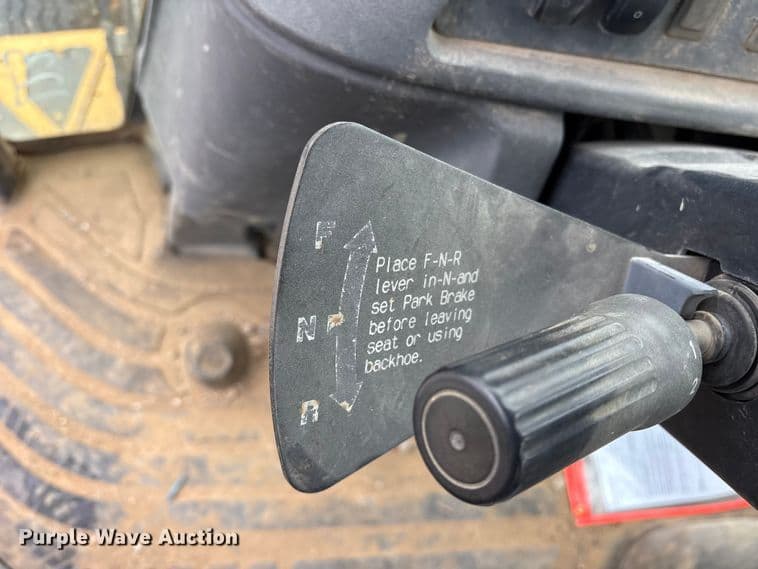 F
Place F-N-R
lever in-N-and
set Park Brake
before leaving
seat or using
backhoe.
N
Purple Wave Auction